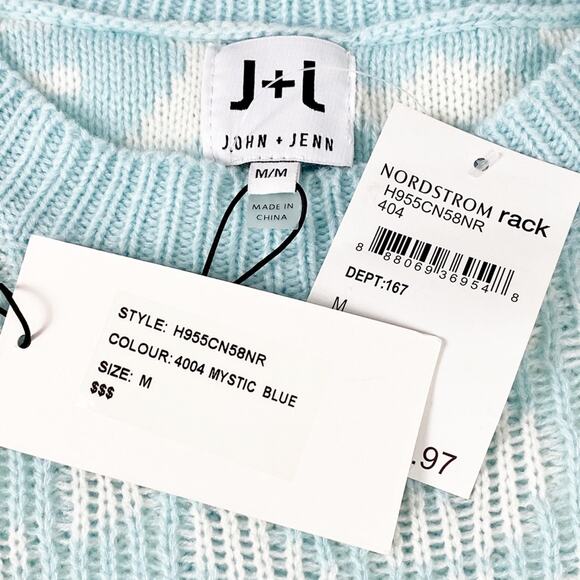 J+J
JOHN + JENN
M/M
MADE IN
CHINA
NORDSTROM rack
H955CN58NR
404
8 88069 36954 8
DEPT:167
M
.97
STYLE: H955CN58NR
COLOUR: 4004 MYSTIC BLUE
SIZE: M
$$$